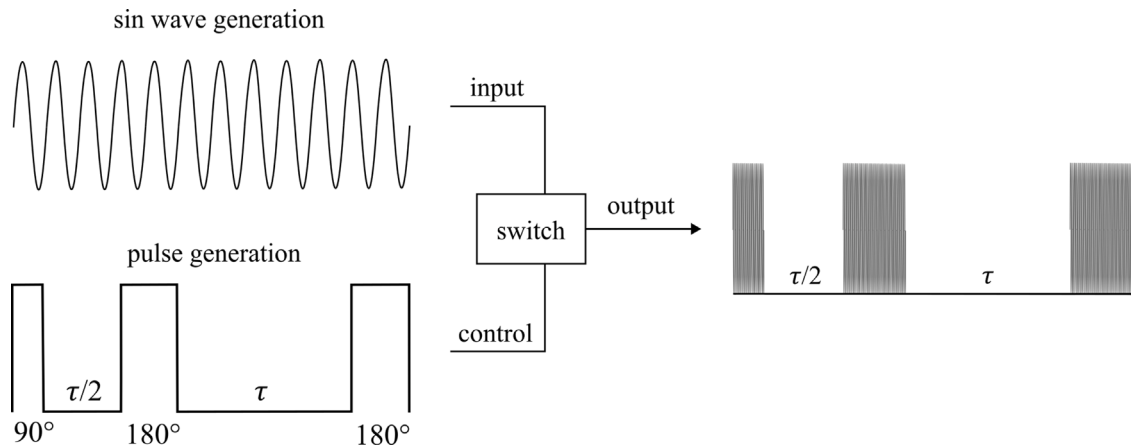 sin wave generation
pulse generation
τ/2
τ
90°
180°
180°
input
control
switch
output
τ/2
τ